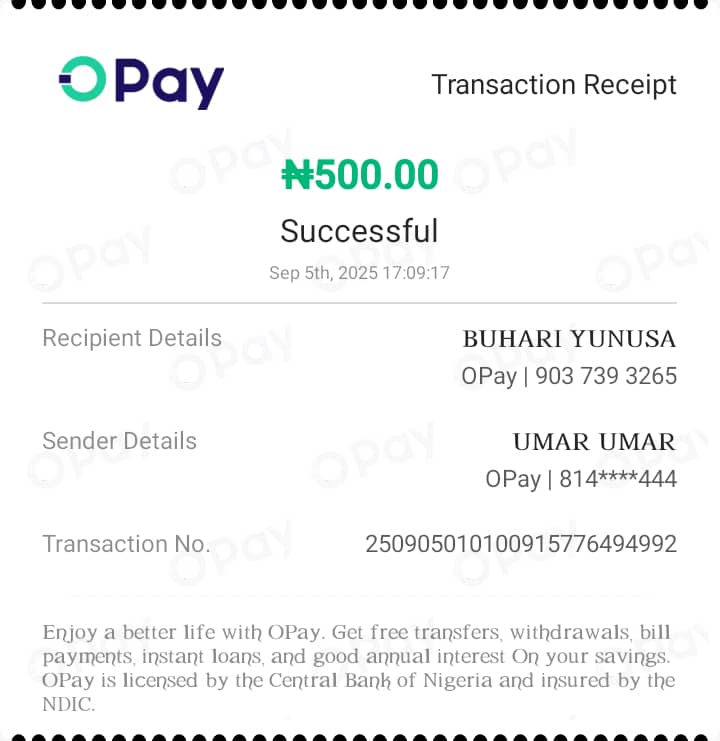 OPay
Transaction Receipt
₦500.00
Successful
Sep 5th, 2025 17:09:17
Recipient Details
BUHARI YUNUSA
OPay | 903 739 3265
Sender Details
UMAR UMAR
OPay | 814****444
Transaction No.
250905010100915776494992
Enjoy a better life with OPay. Get free transfers, withdrawals, bill
payments, instant loans, and good annual interest On your savings.
OPay is licensed by the Central Bank of Nigeria and insured by the
NDIC.